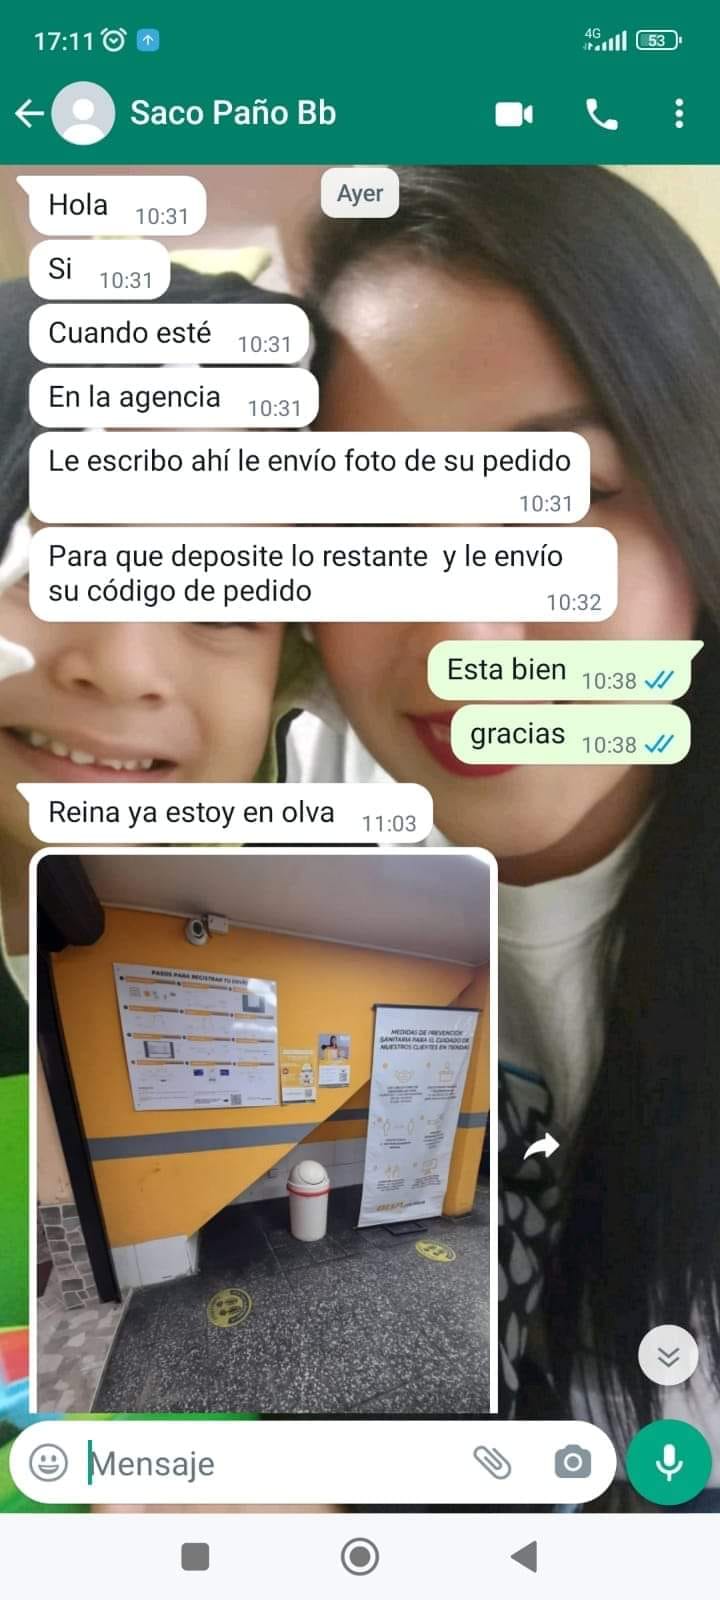 17:11
4G
53
Saco Paño Bb
Ayer
Hola 10:31
Si 10:31
Cuando esté 10:31
En la agencia 10:31
Le escribo ahí le envío foto de su pedido
10:31
Para que deposite lo restante y le envío
su código de pedido 10:32
Esta bien 10:38
gracias 10:38
Reina ya estoy en olva 11:03
PASOS PARA REGISTRAR TU ENVÍO
MEDIDAS DE PREVENCIÓN
SANITARIA PARA EL CUIDADO DE
NUESTROS CLIENTES EN TIENDAS
Mensaje